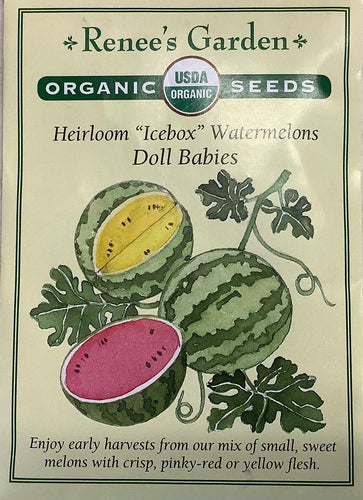 Renee's Garden
ORGANIC USDA ORGANIC SEEDS
Heirloom "Icebox" Watermelons
Doll Babies
Enjoy early harvests from our mix of small, sweet
melons with crisp, pinky-red or yellow flesh.